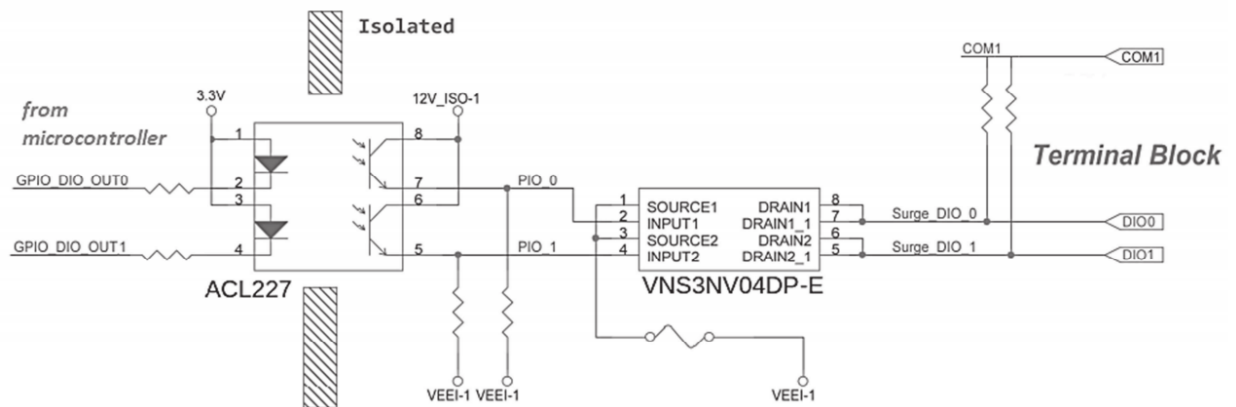 Isolated
COM1
COM1
from
microcontroller
3.3V
12V_ISO-1
1
8
Terminal Block
GPIO_DIO_OUT0
2
7
PIO_0
3
6
1
SOURCE1
DRAIN1
8
Surge_DIO_0
2
INPUT1
DRAIN1_1
7
DIO0
3
SOURCE2
DRAIN2
6
GPIO_DIO_OUT1
4
5
PIO_1
4
INPUT2
DRAIN2_1
5
Surge_DIO_1
DIO1
ACL227
VNS3NV04DP-E
VEEI-1
VEEI-1
VEEI-1